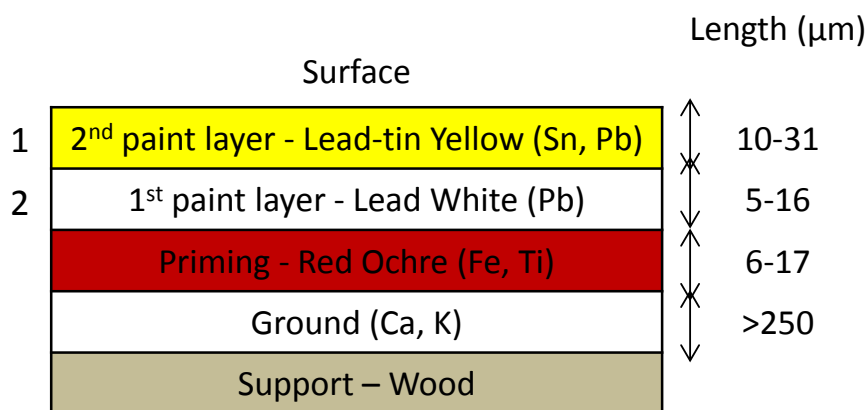 Length (µm)
Surface
1 2nd paint layer - Lead-tin Yellow (Sn, Pb) 10-31
2 1st paint layer - Lead White (Pb) 5-16
Priming - Red Ochre (Fe, Ti) 6-17
Ground (Ca, K) >250
Support – Wood